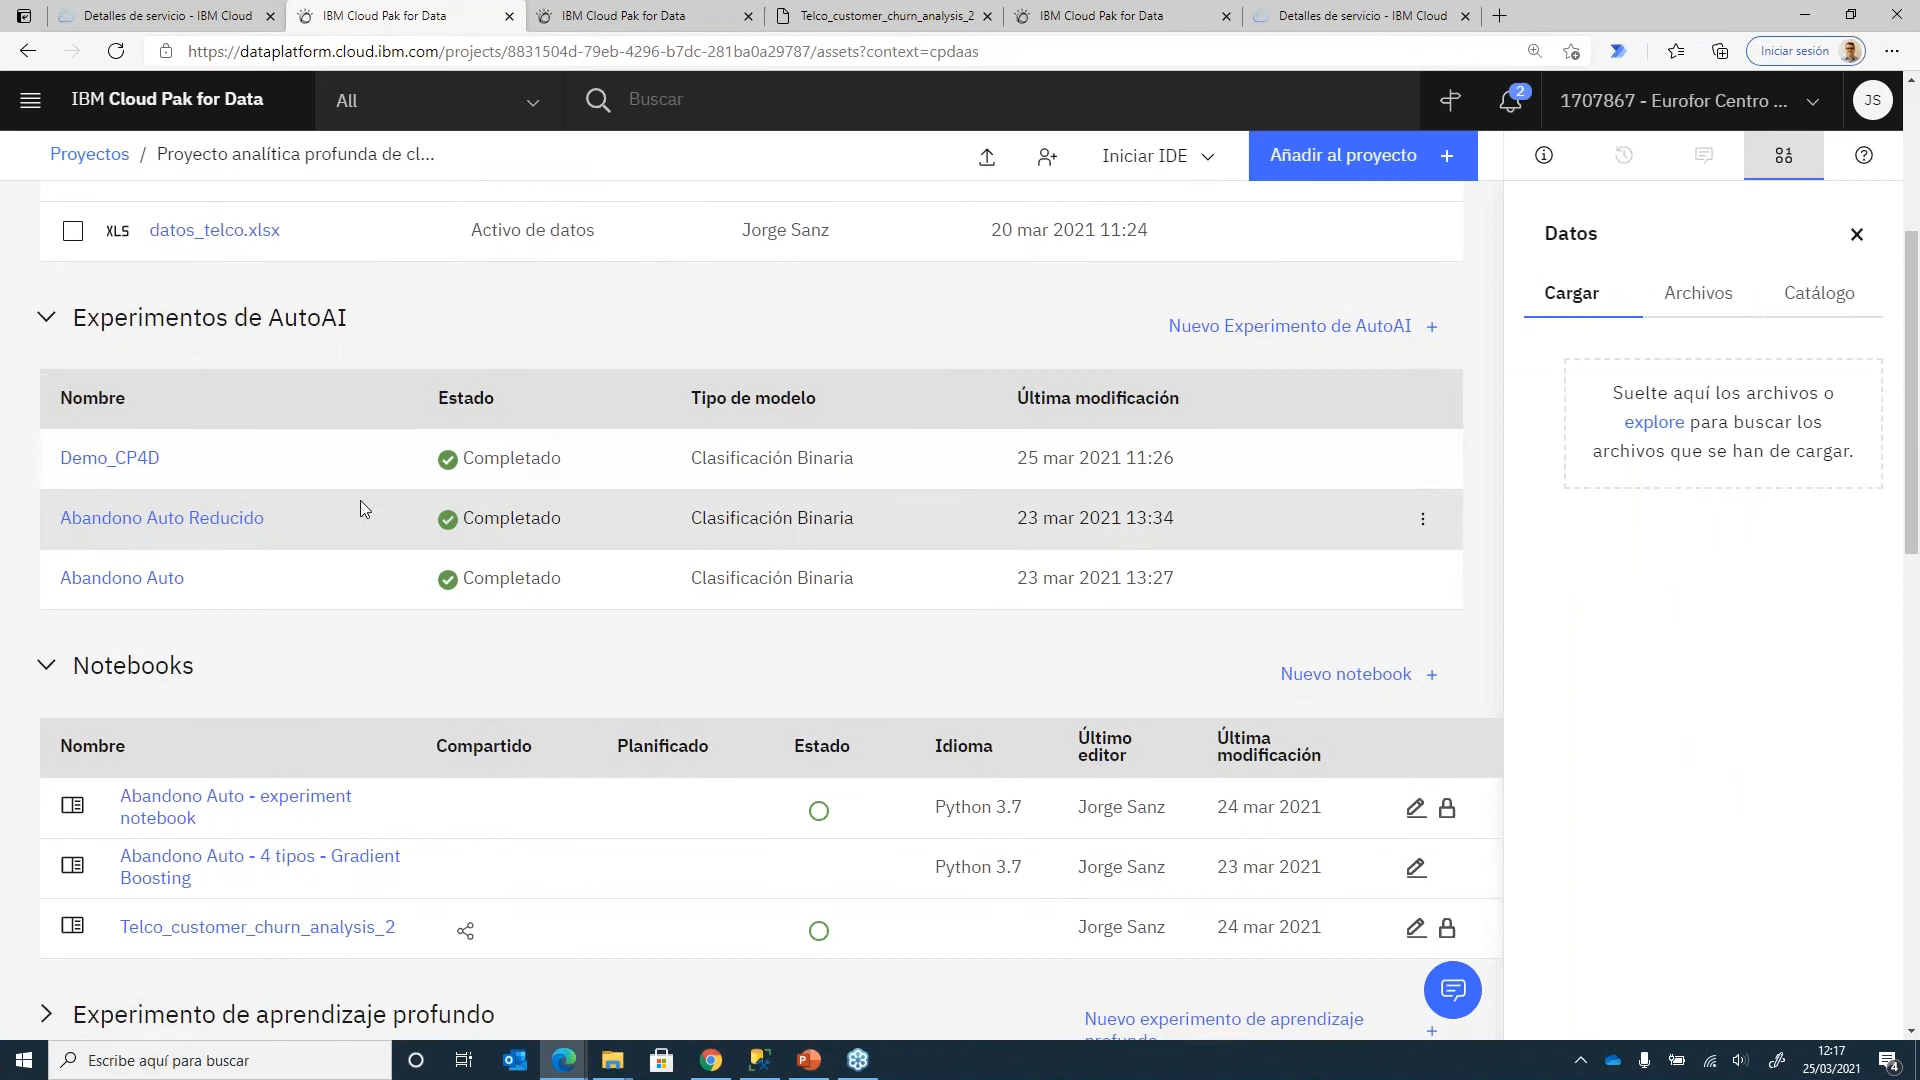 Detalles de servicio - IBM Cloud
IBM Cloud Pak for Data
IBM Cloud Pak for Data
Telco_customer_churn_analysis_2
IBM Cloud Pak for Data
Detalles de servicio - IBM Cloud
https://dataplatform.cloud.ibm.com/projects/8831504d-79eb-4296-b7dc-281ba0a29787/assets?context=cpdaas
Iniciar sesión
IBM Cloud Pak for Data
All
Buscar
2
1707867 - Eurofor Centro ...
JS
Proyectos / Proyecto analítica profunda de cl...
Iniciar IDE
Añadir al proyecto +
XLS datos_telco.xlsx Activo de datos Jorge Sanz 20 mar 2021 11:24
Experimentos de AutoAI
Nuevo Experimento de AutoAI +
Nombre Estado Tipo de modelo Última modificación
Demo_CP4D Completado Clasificación Binaria 25 mar 2021 11:26
Abandono Auto Reducido Completado Clasificación Binaria 23 mar 2021 13:34
Abandono Auto Completado Clasificación Binaria 23 mar 2021 13:27
Notebooks
Nuevo notebook +
Nombre Compartido Planificado Estado Idioma Último editor Última modificación
Abandono Auto - experiment
notebook
Python 3.7 Jorge Sanz 24 mar 2021
Abandono Auto - 4 tipos - Gradient
Boosting
Python 3.7 Jorge Sanz 23 mar 2021
Telco_customer_churn_analysis_2 Jorge Sanz 24 mar 2021
Experimento de aprendizaje profundo
Nuevo experimento de aprendizaje
profundo +
Datos
Cargar Archivos Catálogo
Suelte aquí los archivos o
explore para buscar los
archivos que se han de cargar.
Escribe aquí para buscar
12:17
25/03/2021
4